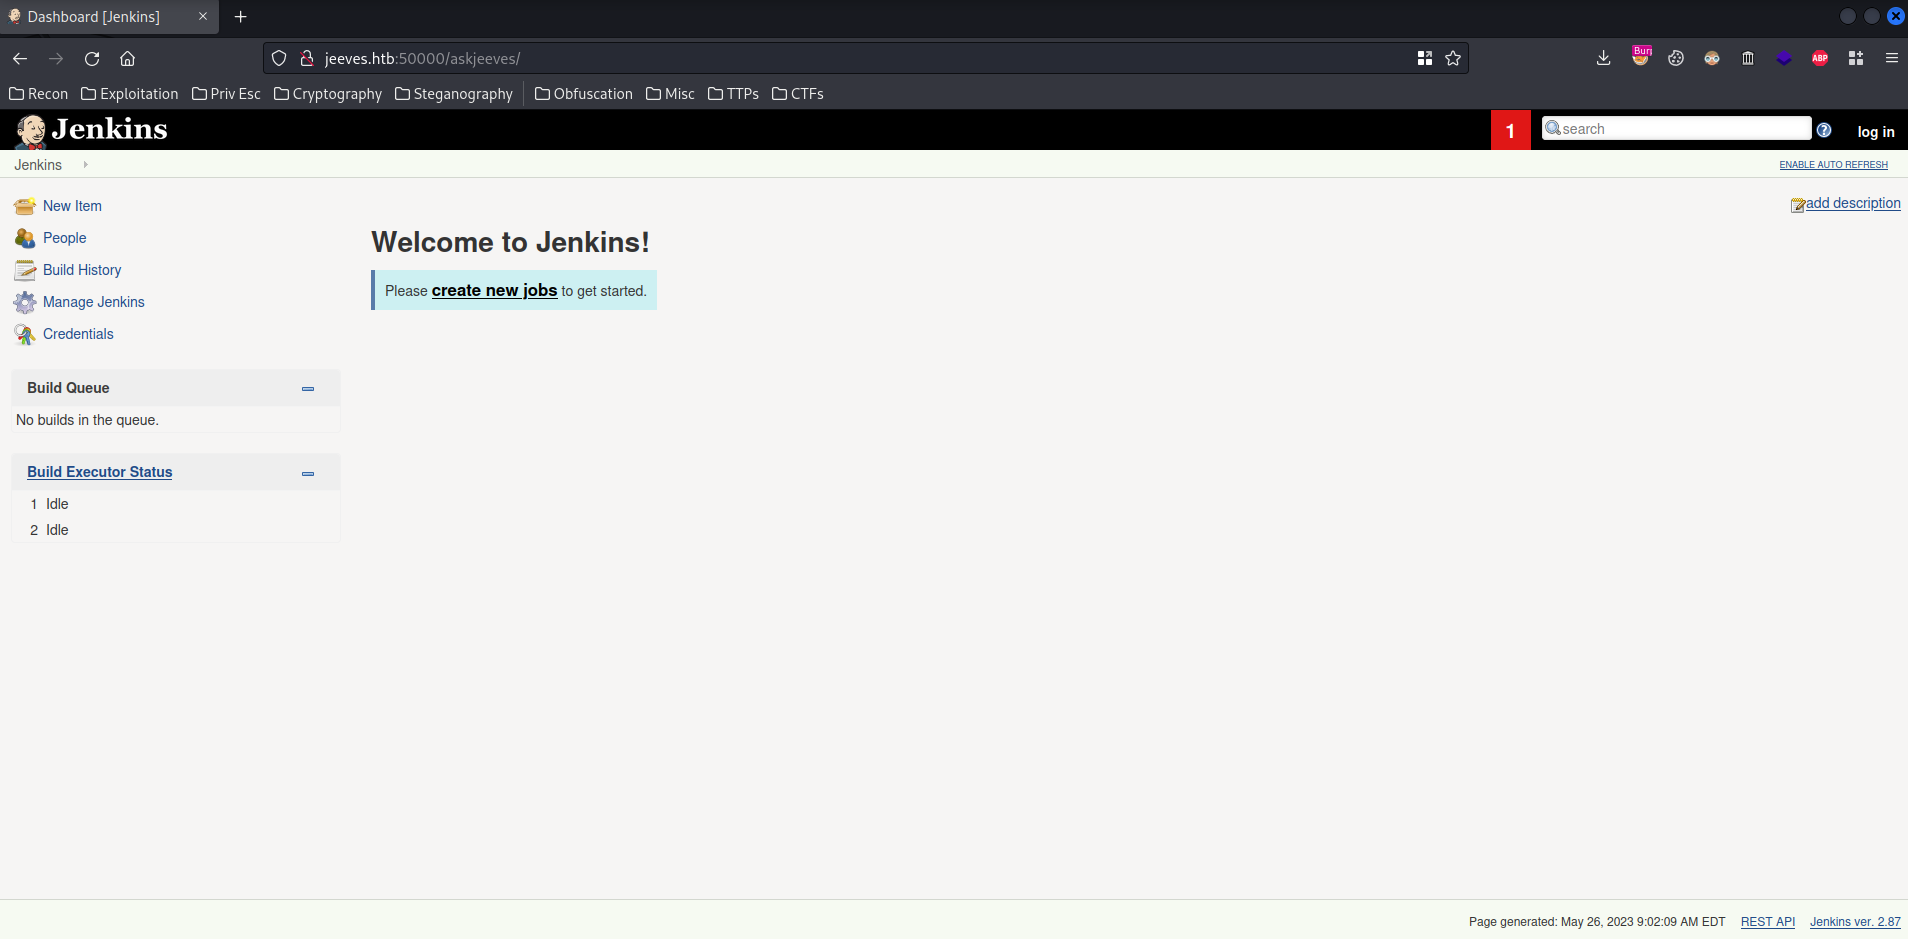 Dashboard [Jenkins]
jeeves.htb:50000/askjeeves/
Burp
ABP
Recon Exploitation Priv Esc Cryptography Steganography Obfuscation Misc TTPs CTFs
Jenkins
1 search ? log in
Jenkins
ENABLE AUTO REFRESH
New Item
add description
People
Build History
Manage Jenkins
Credentials
Welcome to Jenkins!
Please create new jobs to get started.
Build Queue
No builds in the queue.
Build Executor Status
1 Idle
2 Idle
Page generated: May 26, 2023 9:02:09 AM EDT REST API Jenkins ver. 2.87